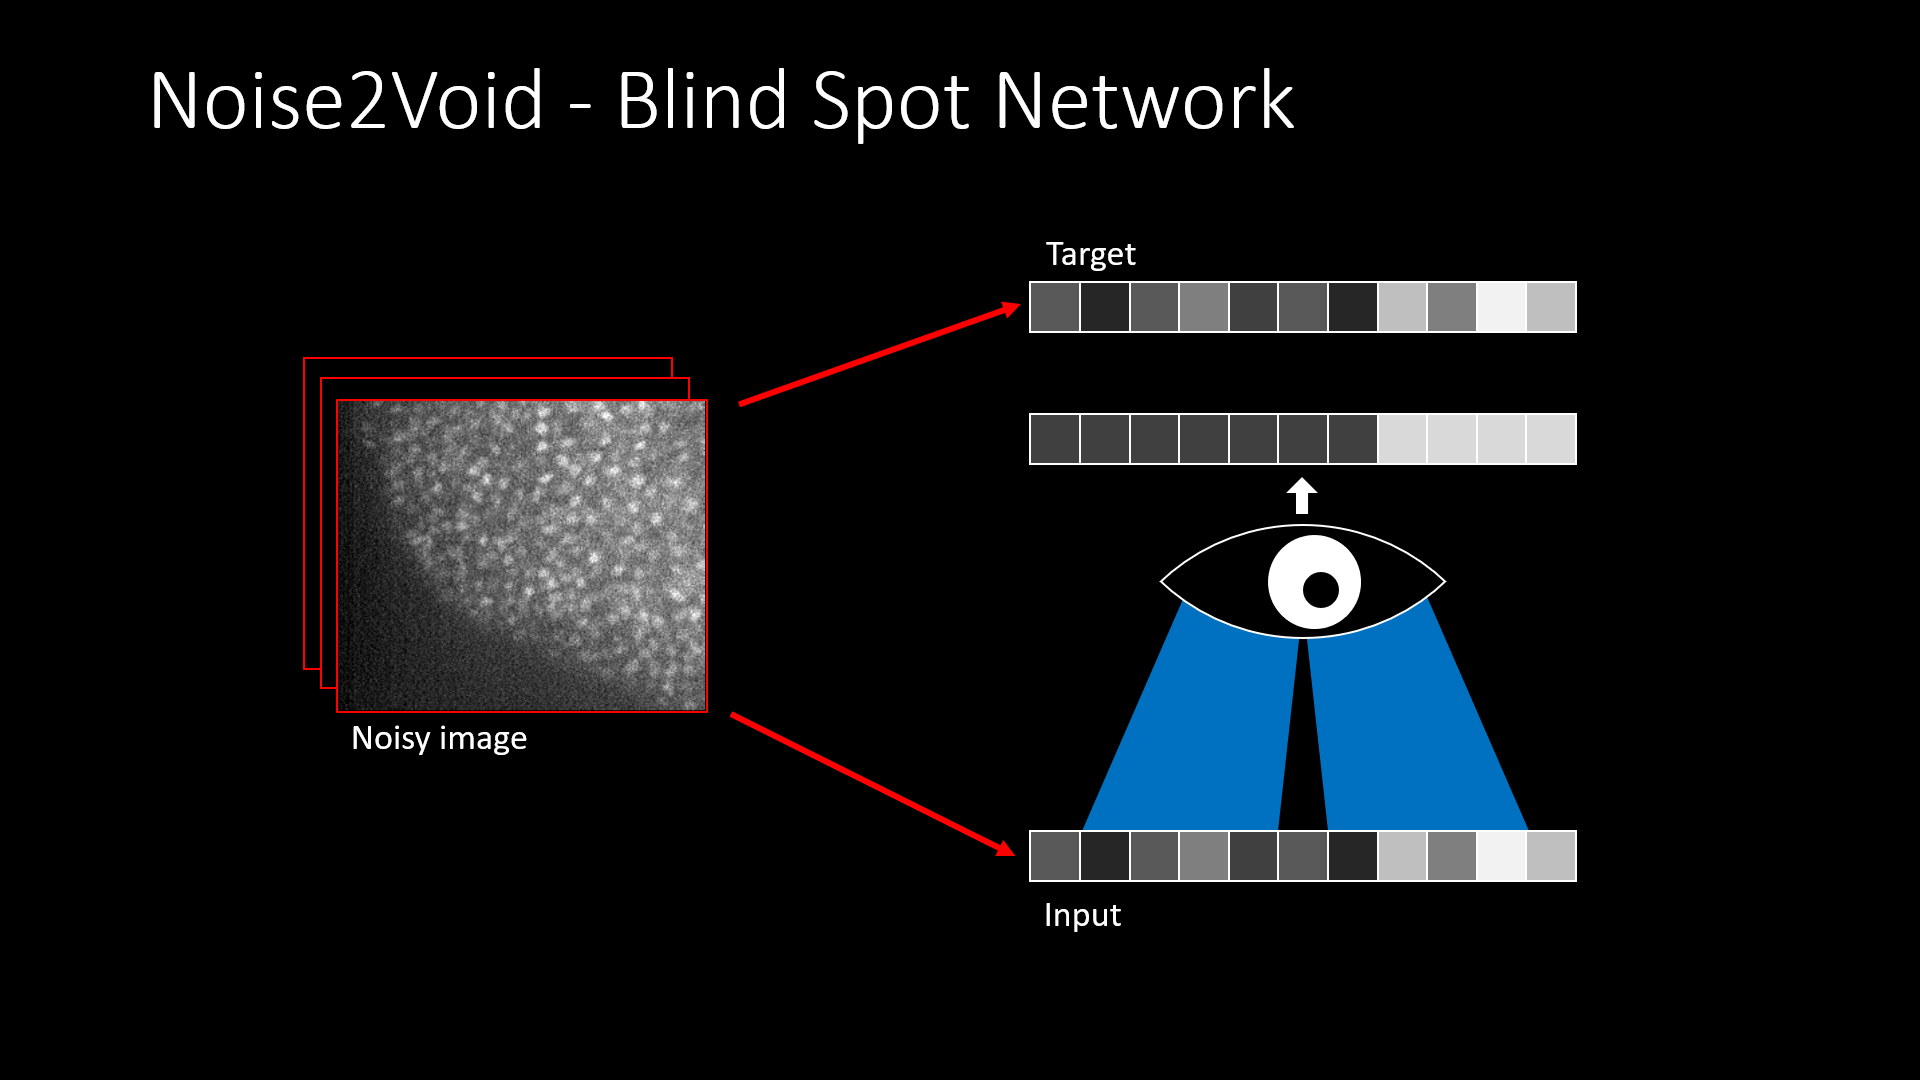 Noise2Void - Blind Spot Network
Target
Noisy image
Input